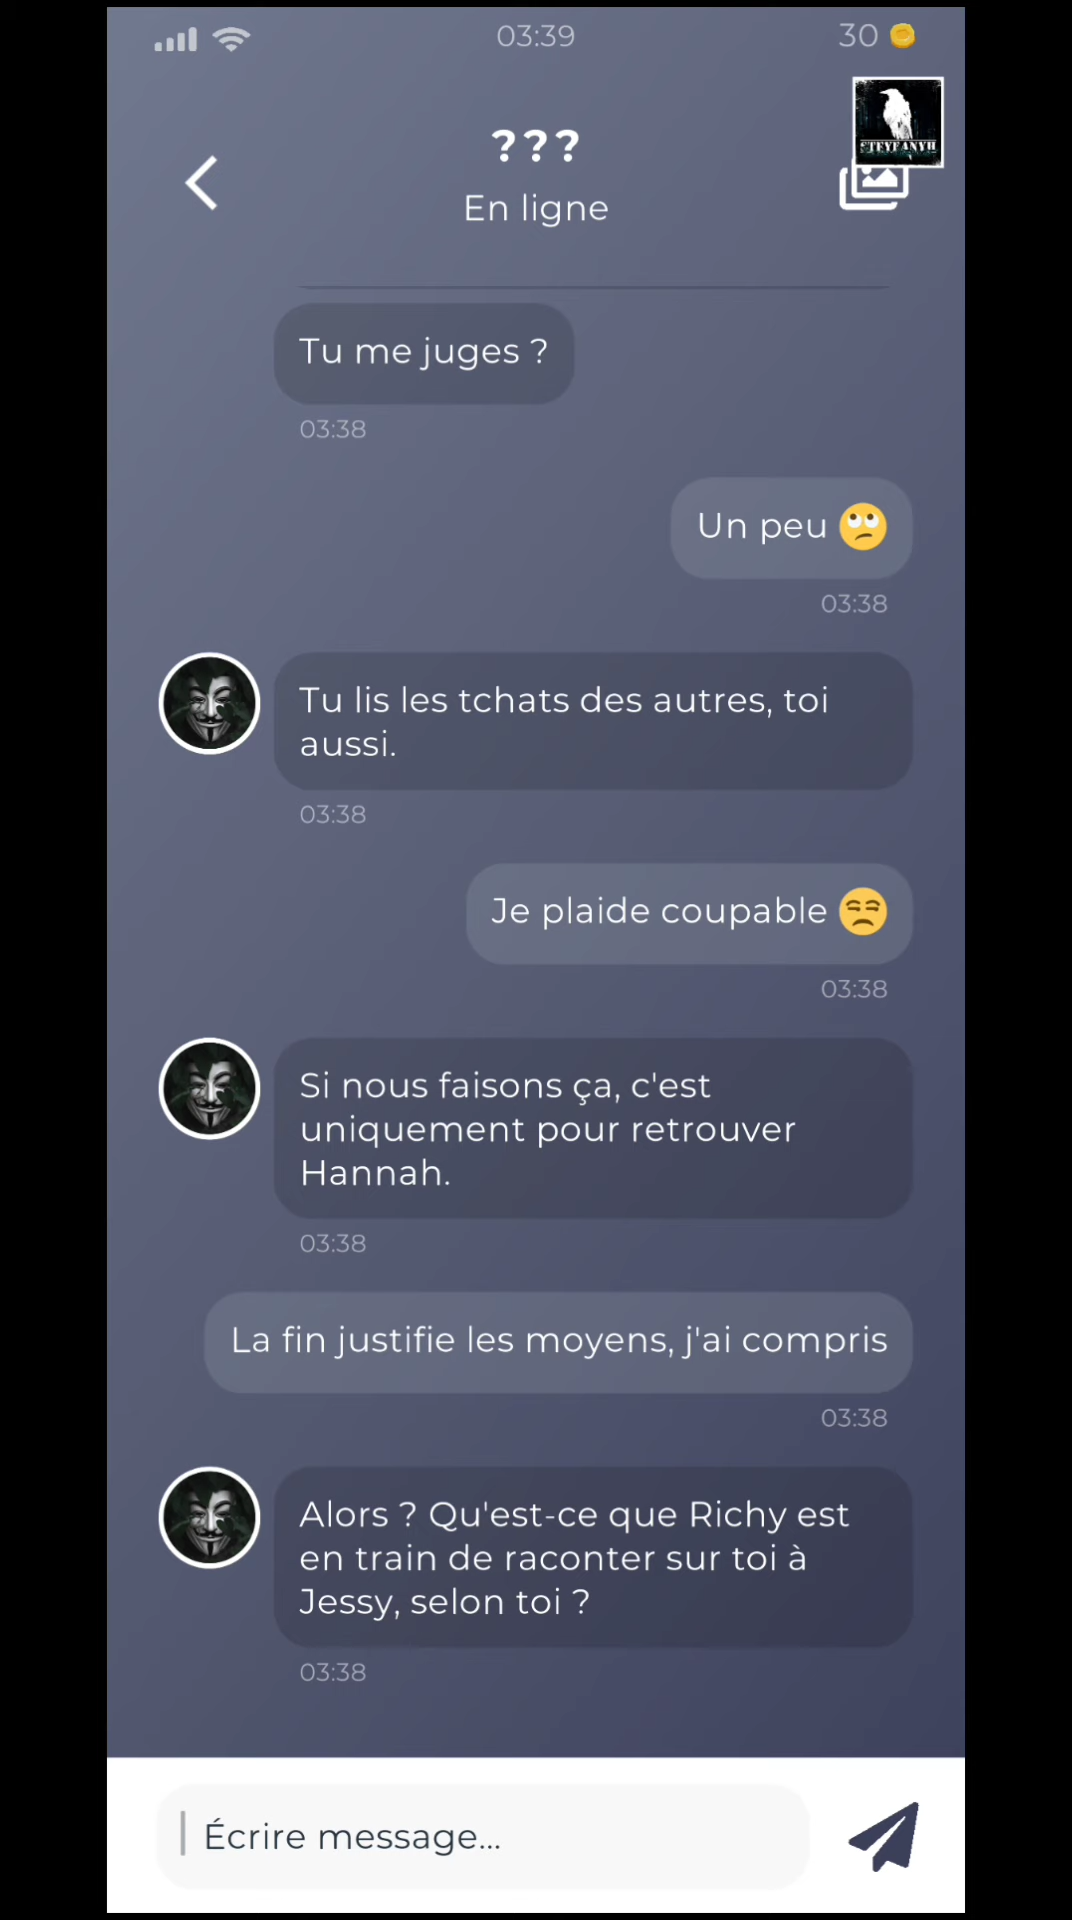 03:39
30
STEYFANYH
???
En ligne
Tu me juges ?
03:38
Un peu 🙄
03:38
Tu lis les tchats des autres, toi
aussi.
03:38
Je plaide coupable 😒
03:38
Si nous faisons ça, c'est
uniquement pour retrouver
Hannah.
03:38
La fin justifie les moyens, j'ai compris
03:38
Alors ? Qu'est-ce que Richy est
en train de raconter sur toi à
Jessy, selon toi ?
03:38
Écrire message...